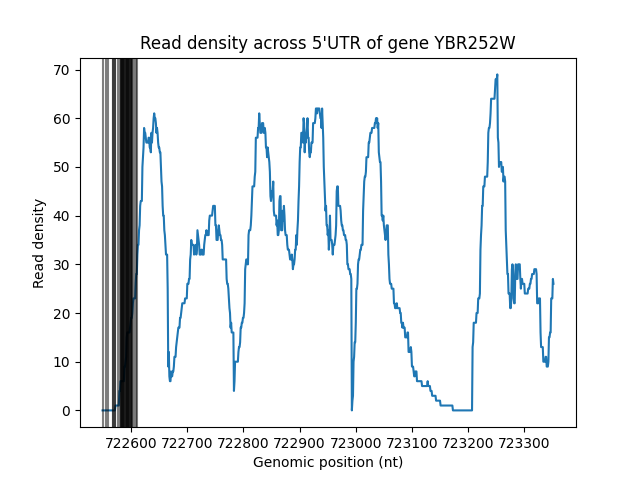 Read density across 5'UTR of gene YBR252W
Read density
70
60
50
40
30
20
10
0
722600 722700 722800 722900 723000 723100 723200 723300
Genomic position (nt)